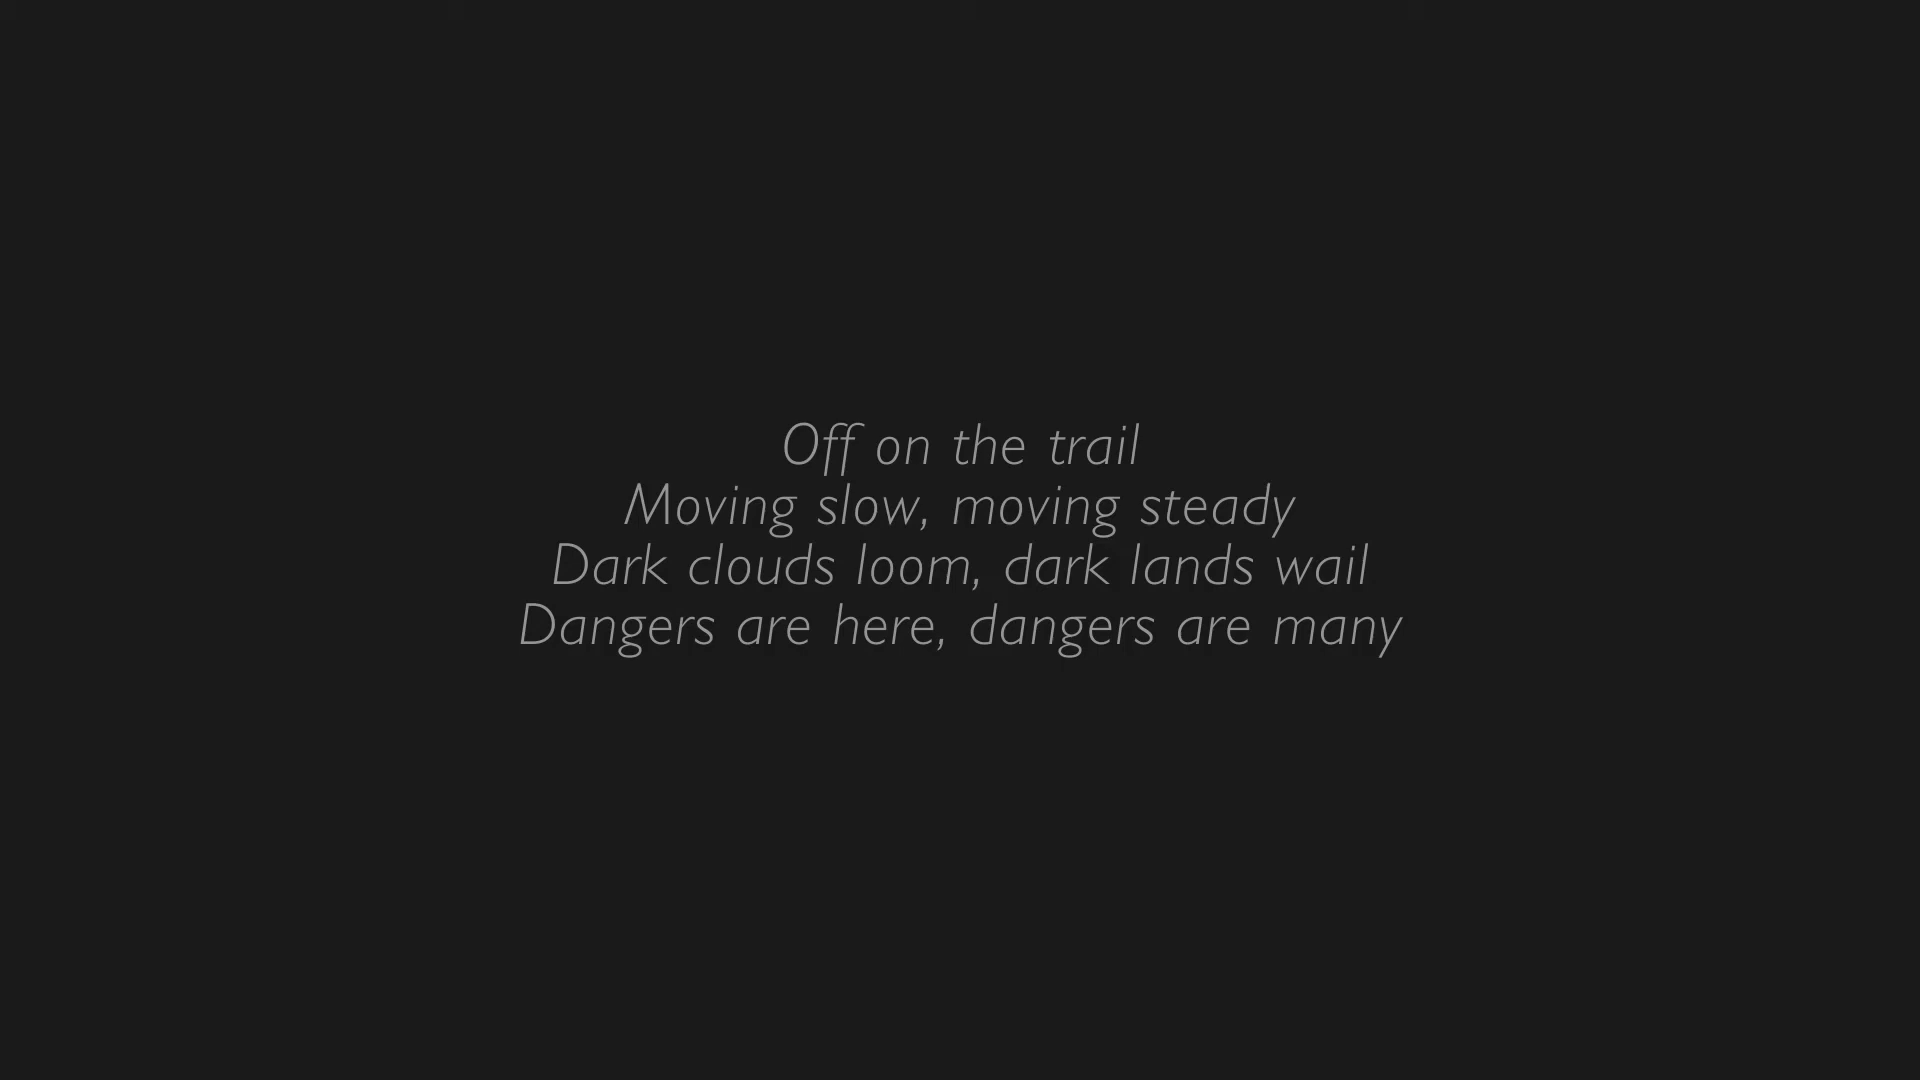 Off on the trail
Moving slow, moving steady
Dark clouds loom, dark lands wail
Dangers are here, dangers are many